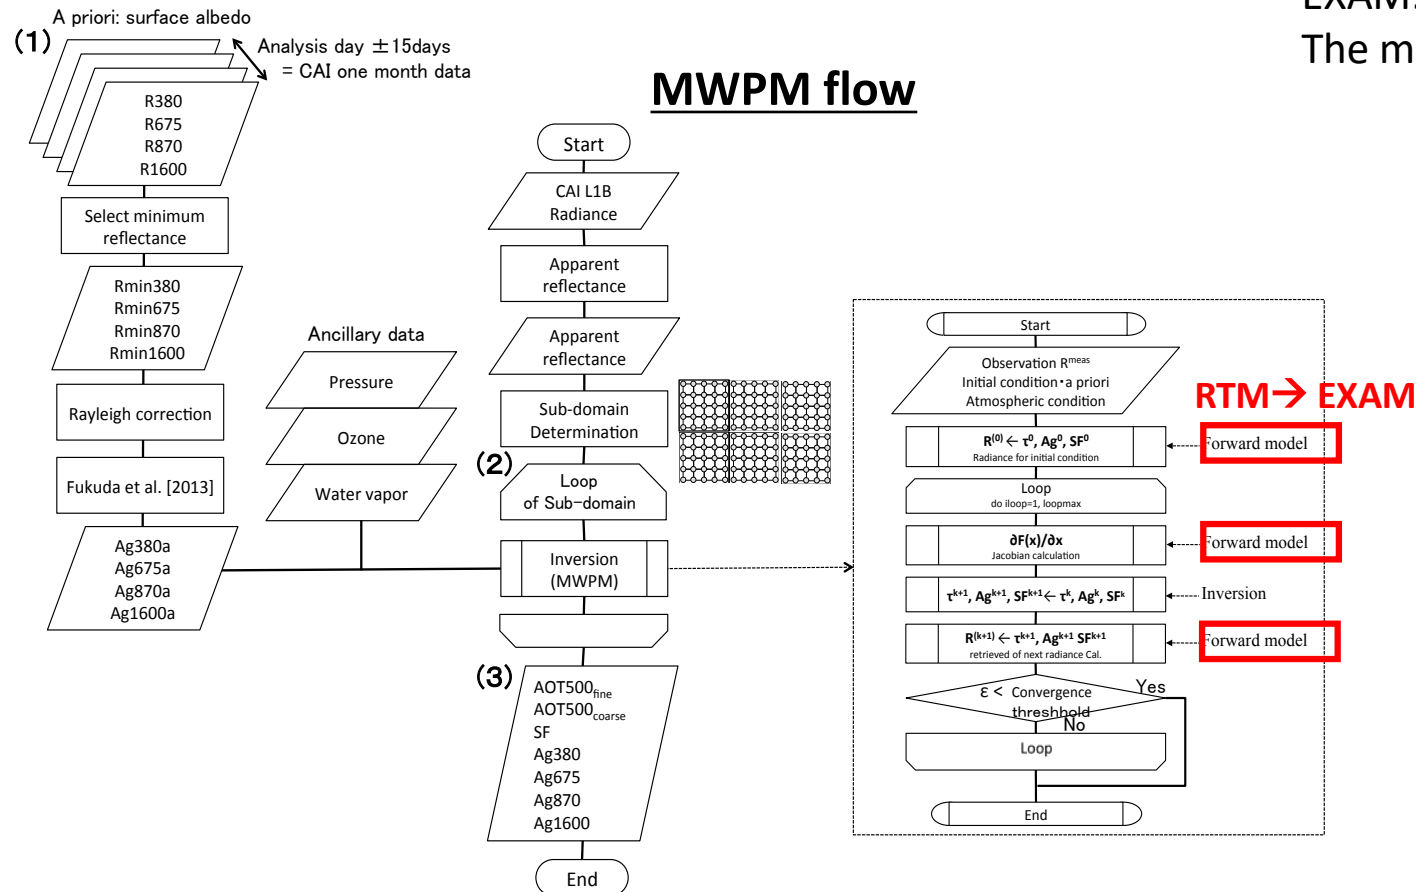 EXAM
The m
MWPM flow
A priori: surface albedo
(1)
Analysis day ±15days
= CAI one month data
R380
R675
R870
R1600
Select minimum
reflectance
Rmin380
Rmin675
Rmin870
Rmin1600
Rayleigh correction
Fukuda et al. [2013]
Ag380a
Ag675a
Ag870a
Ag1600a
Ancillary data
Pressure
Ozone
Water vapor
Start
CAI L1B
Radiance
Apparent
reflectance
Apparent
reflectance
Sub-domain
Determination
(2)
Loop
of Sub-domain
Inversion
(MWPM)
(3)
AOT500fine
AOT500coarse
SF
Ag380
Ag675
Ag870
Ag1600
End
Start
Observation Rmeas
Initial condition・a priori
Atmospheric condition
RTM→ EXAM
R(0) ← τ0, Ag0, SF0
Radiance for initial condition
Forward model
Loop
do iloop=1, loopmax
∂F(x)/∂x
Jacobian calculation
Forward model
τk+1, Agk+1, SFk+1← τk, Agk, SFk
Inversion
R(k+1) ← τk+1, Agk+1 SFk+1
retrieved of next radiance Cal.
Forward model
ε < Convergence
threshhold
Yes
No
Loop
End